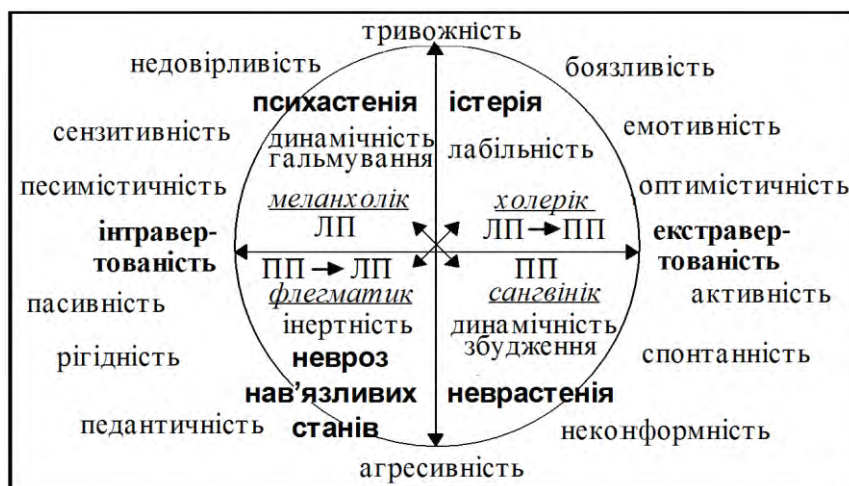 тривожність
недовірливість
боязливість
психастенія
істерія
сензитивність
динамічність
гальмування
лабільність
емотивність
песимістичність
оптимістичність
меланхолік
холерік
ЛП
ЛП → ПП
інтравер-
тованість
екстравер-
тованість
ПП → ЛП
ПП
пасивність
флегматик
сангвінік
активність
інертність
динамічність
збудження
рігідність
спонтанність
невроз
нав’язливих
станів
неврастенія
педантичність
неконформність
агресивність